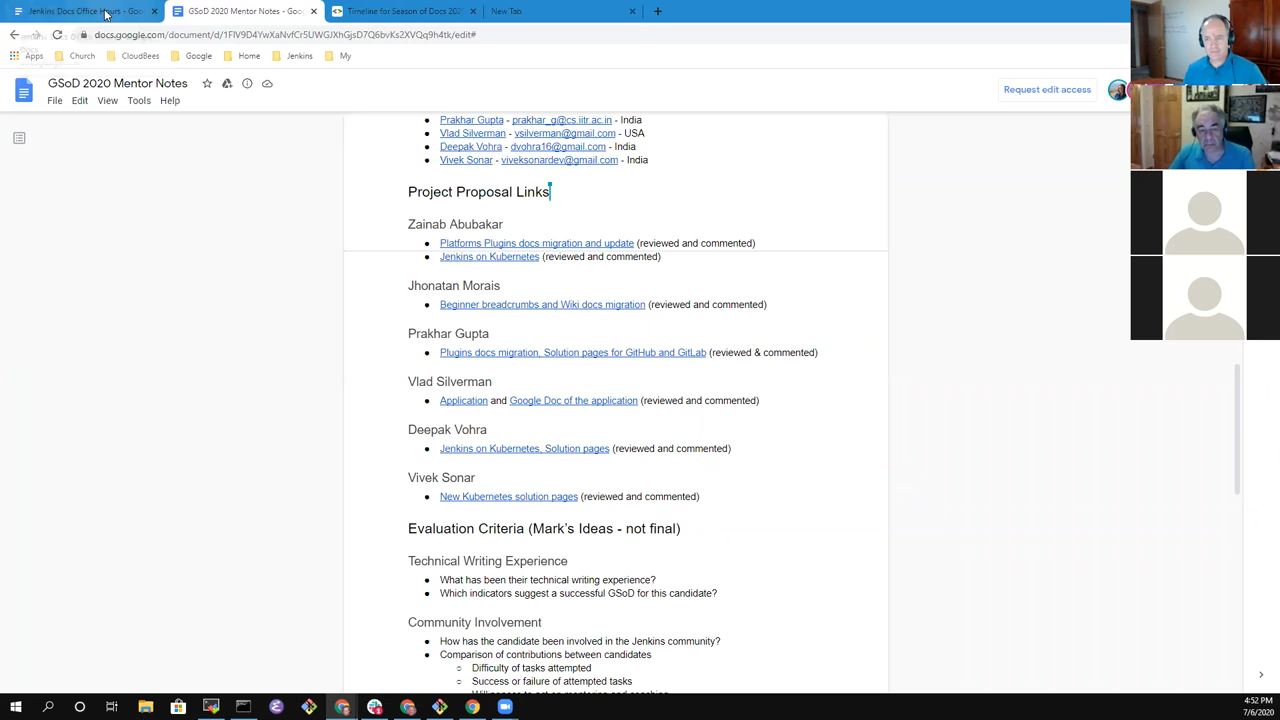 Jenkins Docs Office Hours - Goo
GSoD 2020 Mentor Notes - Goog
Timeline for Season of Docs 202
New Tab
docs.google.com/document/d/1FIV9D4YwXaNvfCr5UWGJXhGjsD7Q6bvKs2XVQq9h4tk/edit#
Apps
Church
CloudBees
Google
Home
Jenkins
My
GSoD 2020 Mentor Notes
Request edit access
File Edit View Tools Help
Prakhar Gupta - prakhar_g@cs.iitr.ac.in - India
Vlad Silverman - vsilverman@gmail.com - USA
Deepak Vohra - dvohra16@gmail.com - India
Vivek Sonar - viveksonardev@gmail.com - India
Project Proposal Links
Zainab Abubakar
Platforms Plugins docs migration and update (reviewed and commented)
Jenkins on Kubernetes (reviewed and commented)
Jhonatan Morais
Beginner breadcrumbs and Wiki docs migration (reviewed and commented)
Prakhar Gupta
Plugins docs migration, Solution pages for GitHub and GitLab (reviewed & commented)
Vlad Silverman
Application and Google Doc of the application (reviewed and commented)
Deepak Vohra
Jenkins on Kubernetes, Solution pages (reviewed and commented)
Vivek Sonar
New Kubernetes solution pages (reviewed and commented)
Evaluation Criteria (Mark's Ideas - not final)
Technical Writing Experience
What has been their technical writing experience?
Which indicators suggest a successful GSoD for this candidate?
Community Involvement
How has the candidate been involved in the Jenkins community?
Comparison of contributions between candidates
Difficulty of tasks attempted
Success or failure of attempted tasks
4:52 PM
7/6/2020